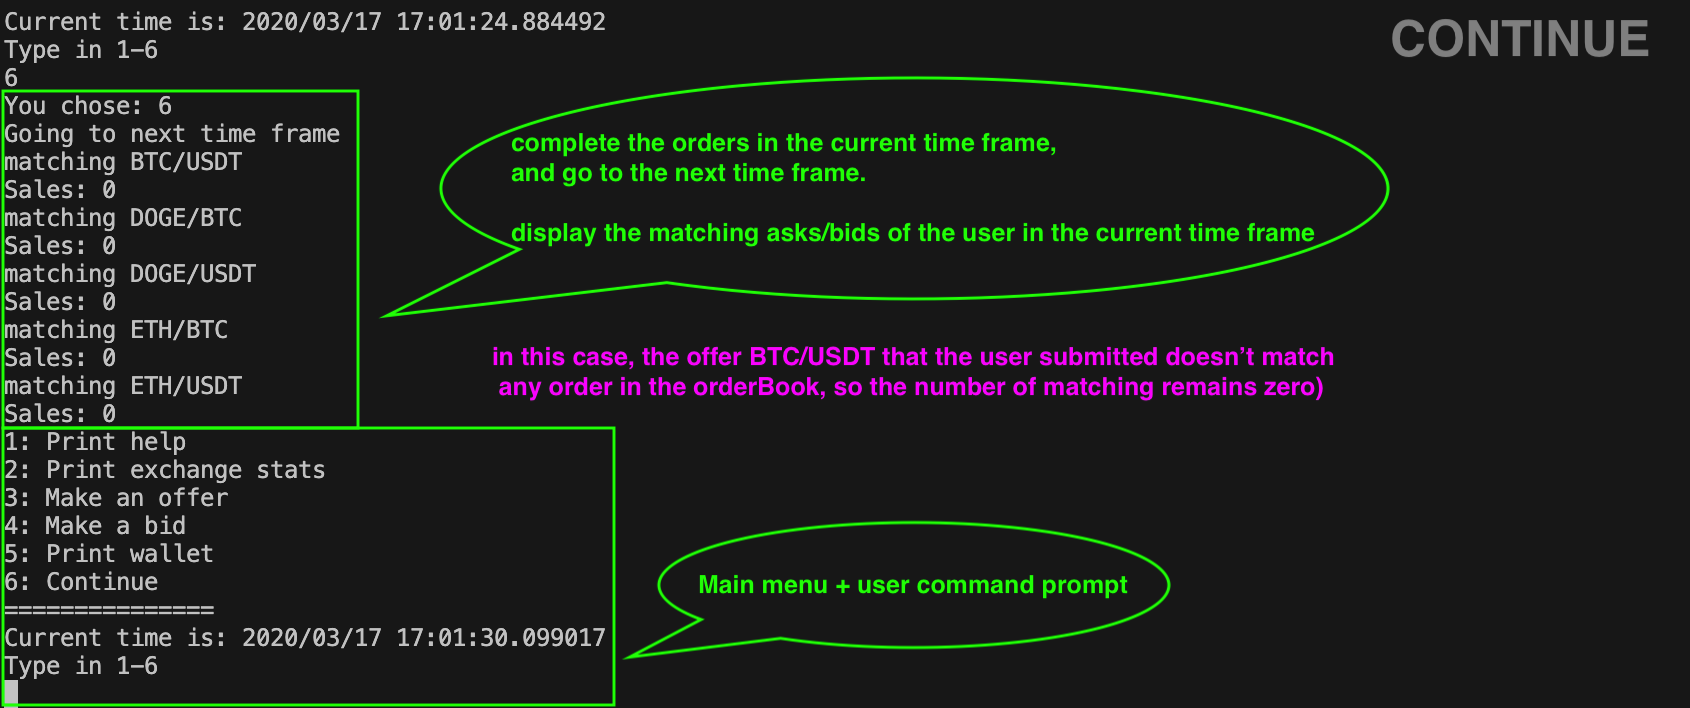 Current time is: 2020/03/17 17:01:24.884492
CONTINUE
Type in 1-6
6
You chose: 6
Going to next time frame
matching BTC/USDT
Sales: 0
matching DOGE/BTC
Sales: 0
matching DOGE/USDT
Sales: 0
matching ETH/BTC
Sales: 0
matching ETH/USDT
Sales: 0
complete the orders in the current time frame,
and go to the next time frame.
display the matching asks/bids of the user in the current time frame
in this case, the offer BTC/USDT that the user submitted doesn’t match
any order in the orderBook, so the number of matching remains zero)
1: Print help
2: Print exchange stats
3: Make an offer
4: Make a bid
5: Print wallet
6: Continue
===============
Current time is: 2020/03/17 17:01:30.099017
Type in 1-6
Main menu + user command prompt